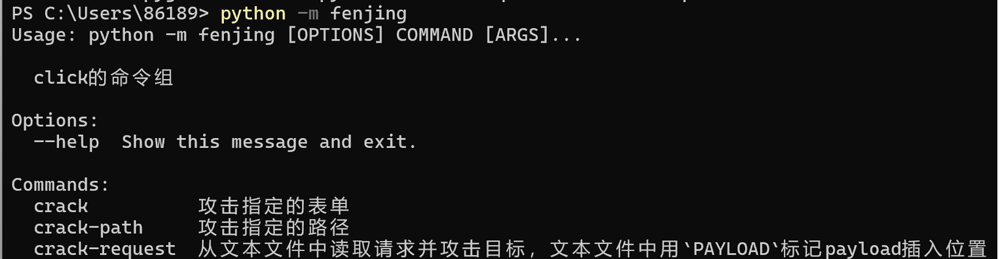 PS C:\Users\86189> python -m fenjing
Usage: python -m fenjing [OPTIONS] COMMAND [ARGS]...
click的命令组
Options:
--help Show this message and exit.
Commands:
crack 攻击指定的表单
crack-path 攻击指定的路径
crack-request 从文本文件中读取请求并攻击目标，文本文件中用`PAYLOAD`标记payload插入位置